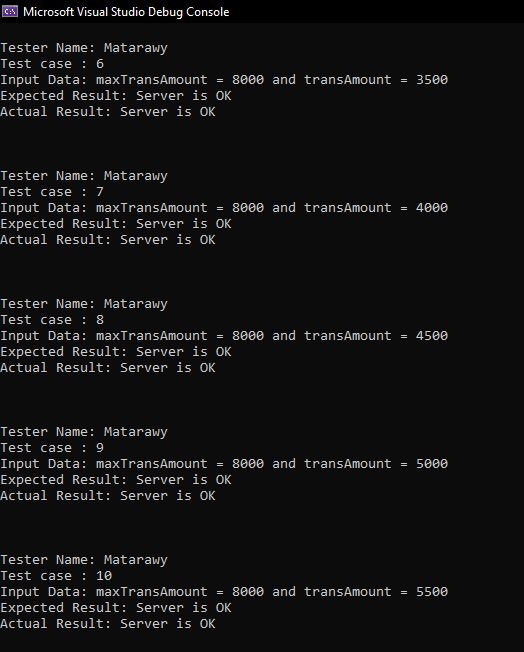 Microsoft Visual Studio Debug Console
Tester Name: Matarawy
Test case : 6
Input Data: maxTransAmount = 8000 and transAmount = 3500
Expected Result: Server is OK
Actual Result: Server is OK
Tester Name: Matarawy
Test case : 7
Input Data: maxTransAmount = 8000 and transAmount = 4000
Expected Result: Server is OK
Actual Result: Server is OK
Tester Name: Matarawy
Test case : 8
Input Data: maxTransAmount = 8000 and transAmount = 4500
Expected Result: Server is OK
Actual Result: Server is OK
Tester Name: Matarawy
Test case : 9
Input Data: maxTransAmount = 8000 and transAmount = 5000
Expected Result: Server is OK
Actual Result: Server is OK
Tester Name: Matarawy
Test case : 10
Input Data: maxTransAmount = 8000 and transAmount = 5500
Expected Result: Server is OK
Actual Result: Server is OK